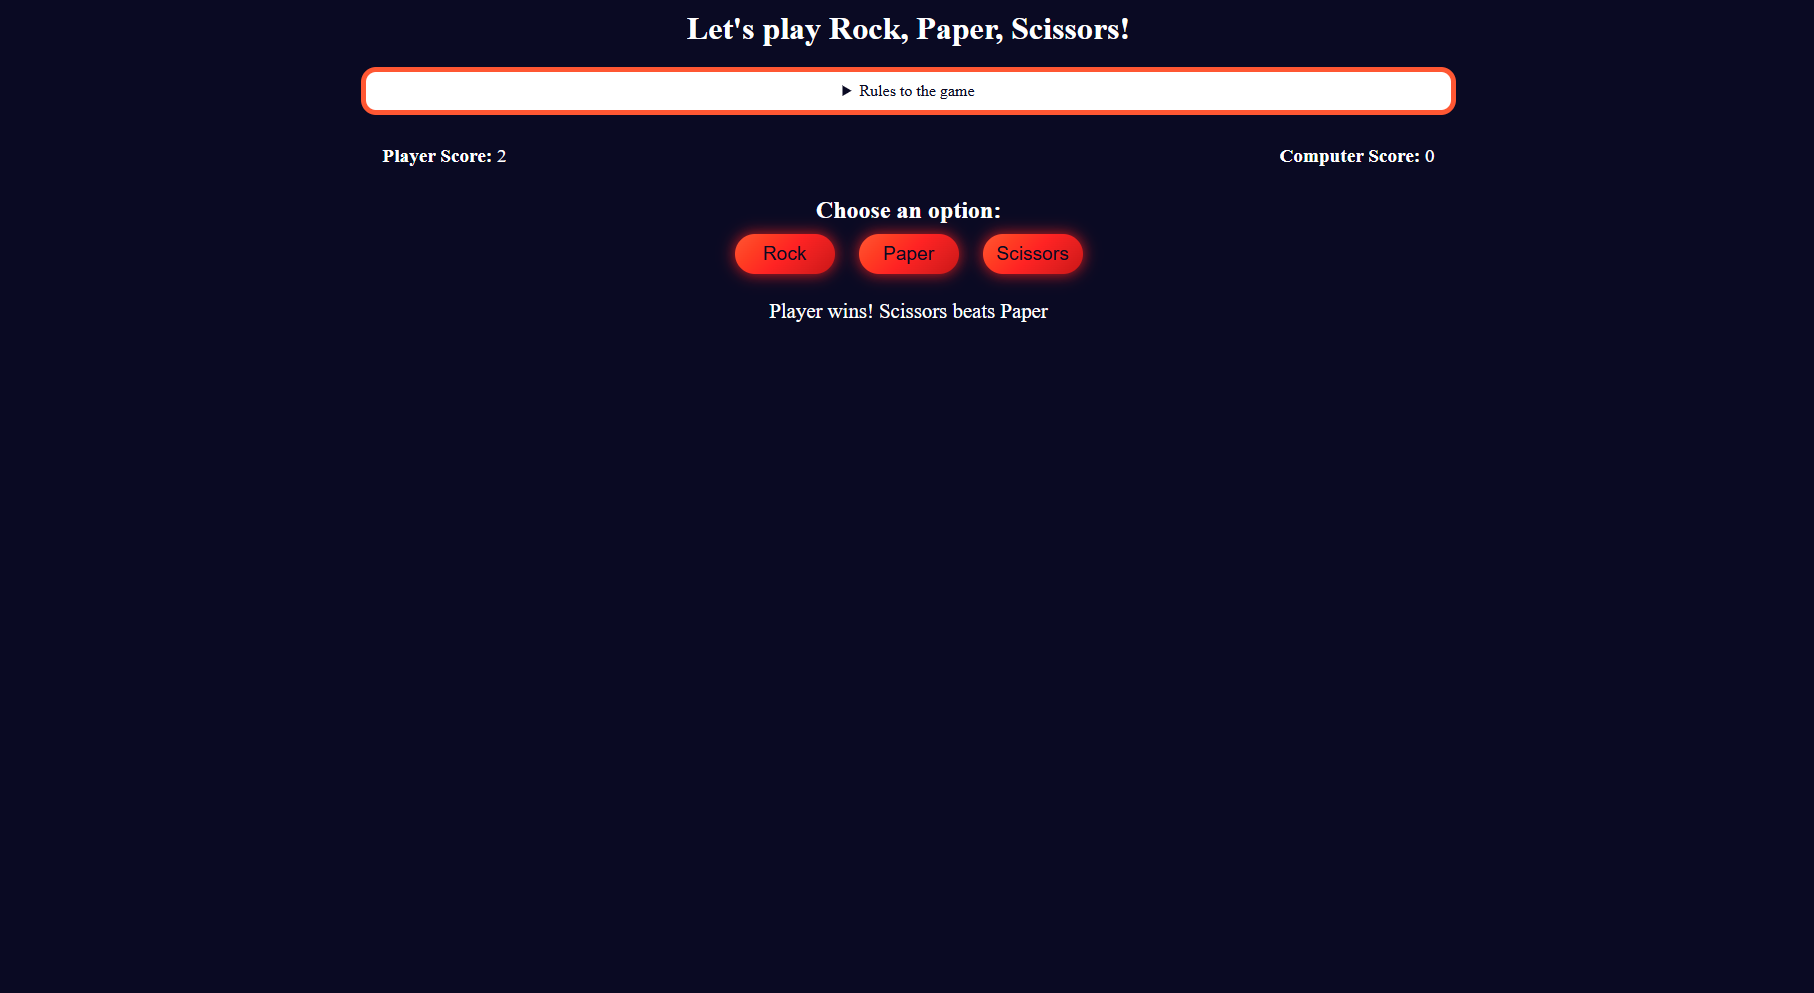 Let's play Rock, Paper, Scissors!
▶ Rules to the game
Player Score: 2
Computer Score: 0
Choose an option:
Rock
Paper
Scissors
Player wins! Scissors beats Paper